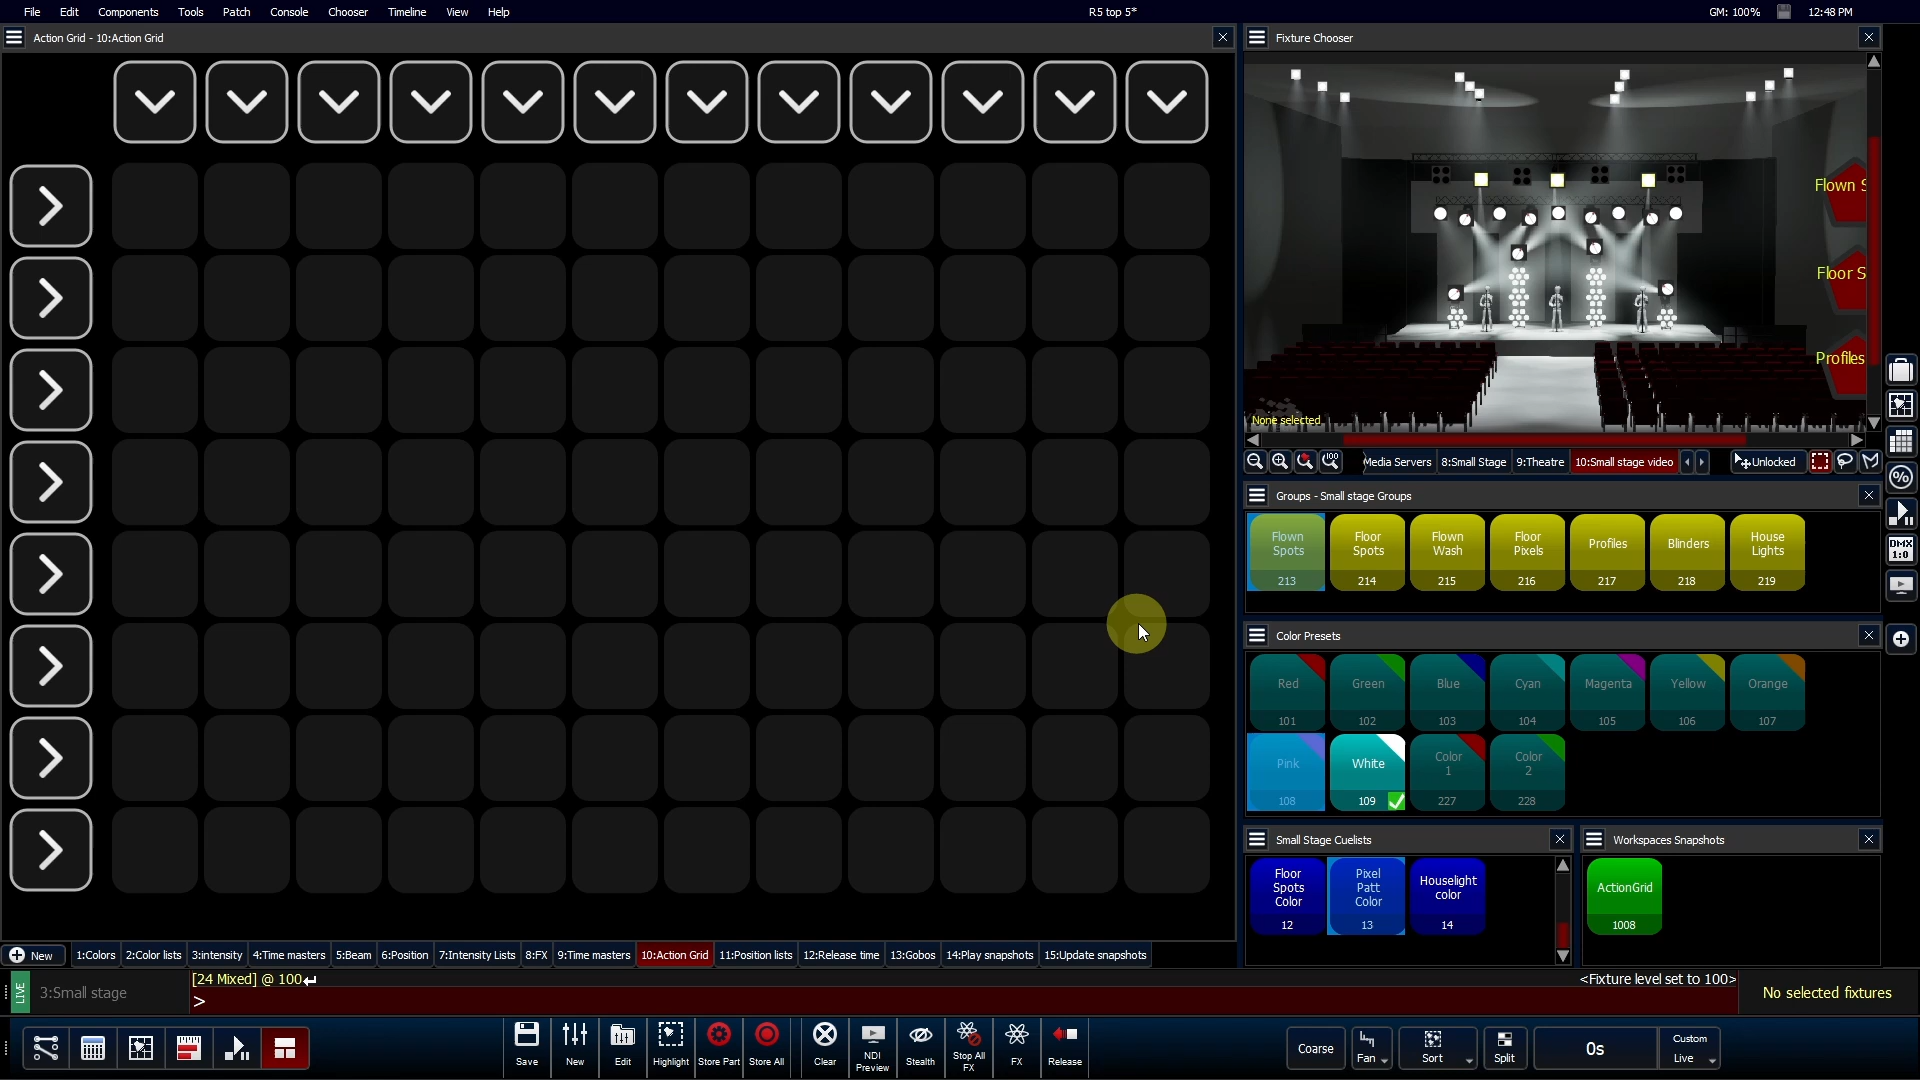 File Edit Components Tools Patch Console Chooser Timeline View Help
R5 top 5*
GM: 100% 12:48 PM
Action Grid - 10:Action Grid
Fixture Chooser
Flown S
Floor S
Profiles
None selected
Media Servers 8:Small Stage 9:Theatre 10:Small stage video Unlocked
Groups - Small stage Groups
Flown Spots 213
Floor Spots 214
Flown Wash 215
Floor Pixels 216
Profiles 217
Blinders 218
House Lights 219
Color Presets
Red 101
Green 102
Blue 103
Cyan 104
Magenta 105
Yellow 106
Orange 107
Pink 108
White 109
Color 1 227
Color 2 228
Small Stage Cuelists
Floor Spots Color 12
Pixel Patt Color 13
Houselight color 14
Workspaces Snapshots
ActionGrid 1008
DMX 1:0
New 1:Colors 2:Color lists 3:intensity 4:Time masters 5:Beam 6:Position 7:Intensity Lists 8:FX 9:Time masters 10:Action Grid 11:Position lists 12:Release time 13:Gobos 14:Play snapshots 15:Update snapshots
LIVE 3:Small stage
[24 Mixed] @ 100↵
<Fixture level set to 100>
>
No selected fixtures
Save New Edit Highlight Store Part Store All Clear NDI Preview Stealth Stop All FX FX Release
Coarse Fan Sort Split 0s Custom Live